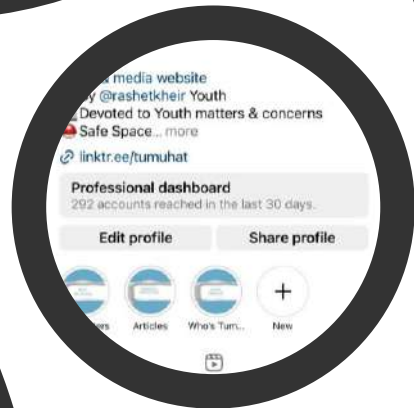 media website
by @rashetkheir Youth
Devoted to Youth matters & concerns
Safe Space... more
linktr.ee/tumuhat
Professional dashboard
292 accounts reached in the last 30 days.
Edit profile Share profile
Articles Who's Tum... New